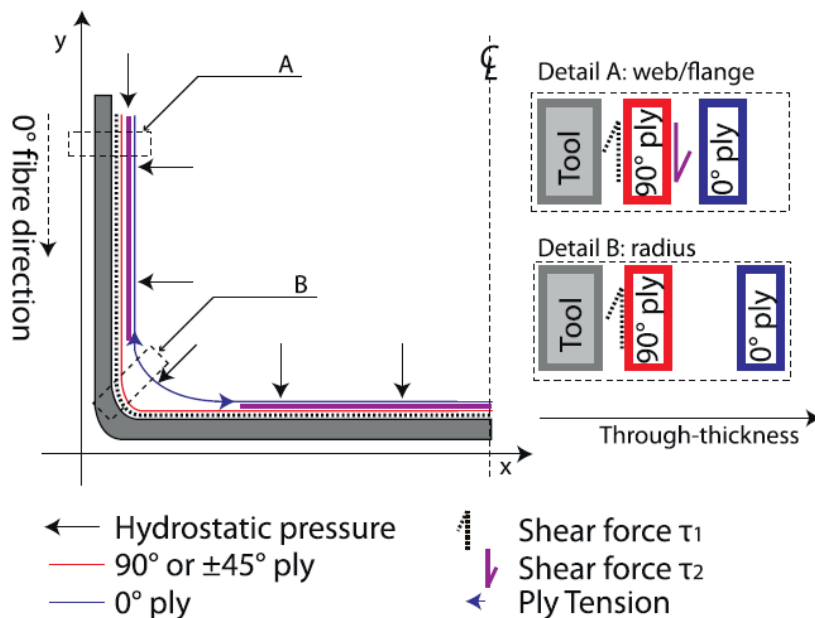 y
A
℄
Detail A: web/flange
Tool
90° ply
0° ply
0° fibre direction
Detail B: radius
B
Tool
90° ply
0° ply
Through-thickness
x
Hydrostatic pressure
90° or ±45° ply
0° ply
Shear force τ1
Shear force τ2
Ply Tension